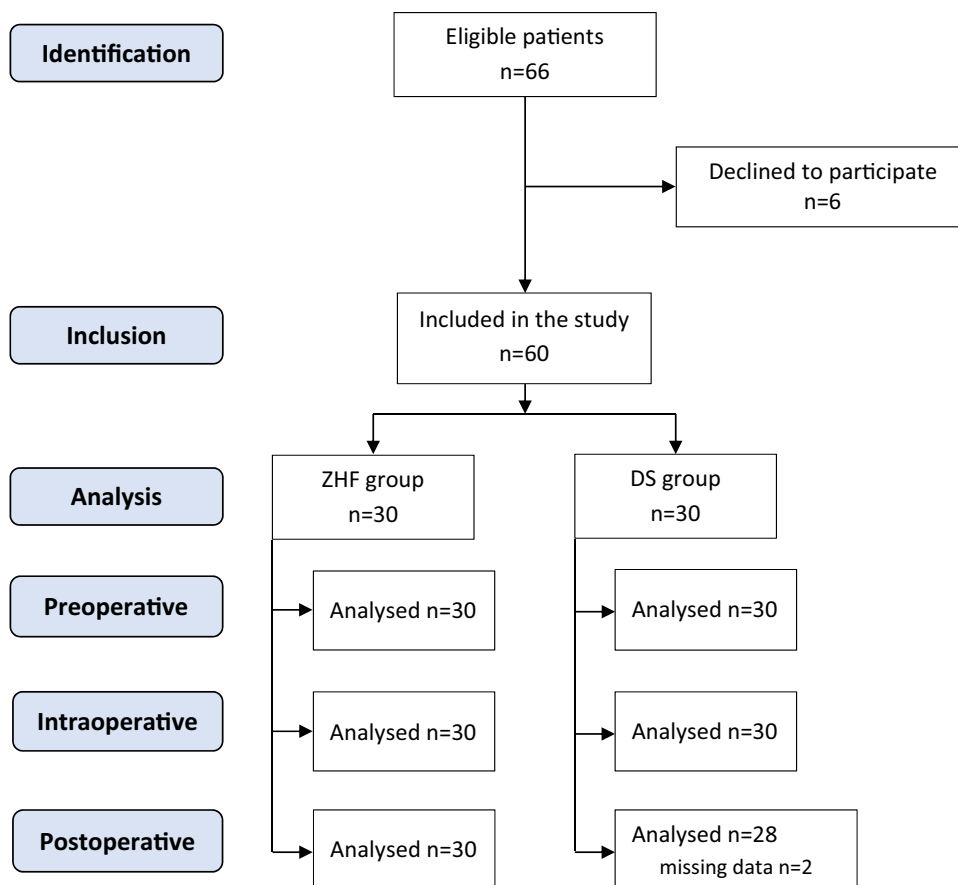 Identification
Eligible patients
n=66
Declined to participate
n=6
Inclusion
Included in the study
n=60
Analysis
ZHF group
n=30
DS group
n=30
Preoperative
Analysed n=30
Analysed n=30
Intraoperative
Analysed n=30
Analysed n=30
Postoperative
Analysed n=30
Analysed n=28
missing data n=2